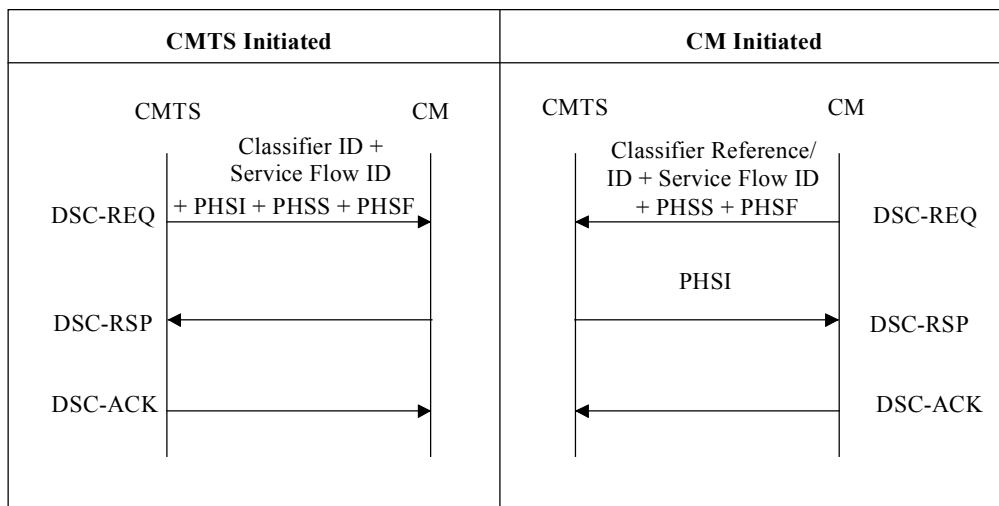 CMTS Initiated
CM Initiated
CMTS
CM
Classifier ID +
Service Flow ID
+ PHSI + PHSS + PHSF
DSC-REQ
DSC-RSP
DSC-ACK
CMTS
CM
Classifier Reference/
ID + Service Flow ID
+ PHSS + PHSF
DSC-REQ
PHSI
DSC-RSP
DSC-ACK